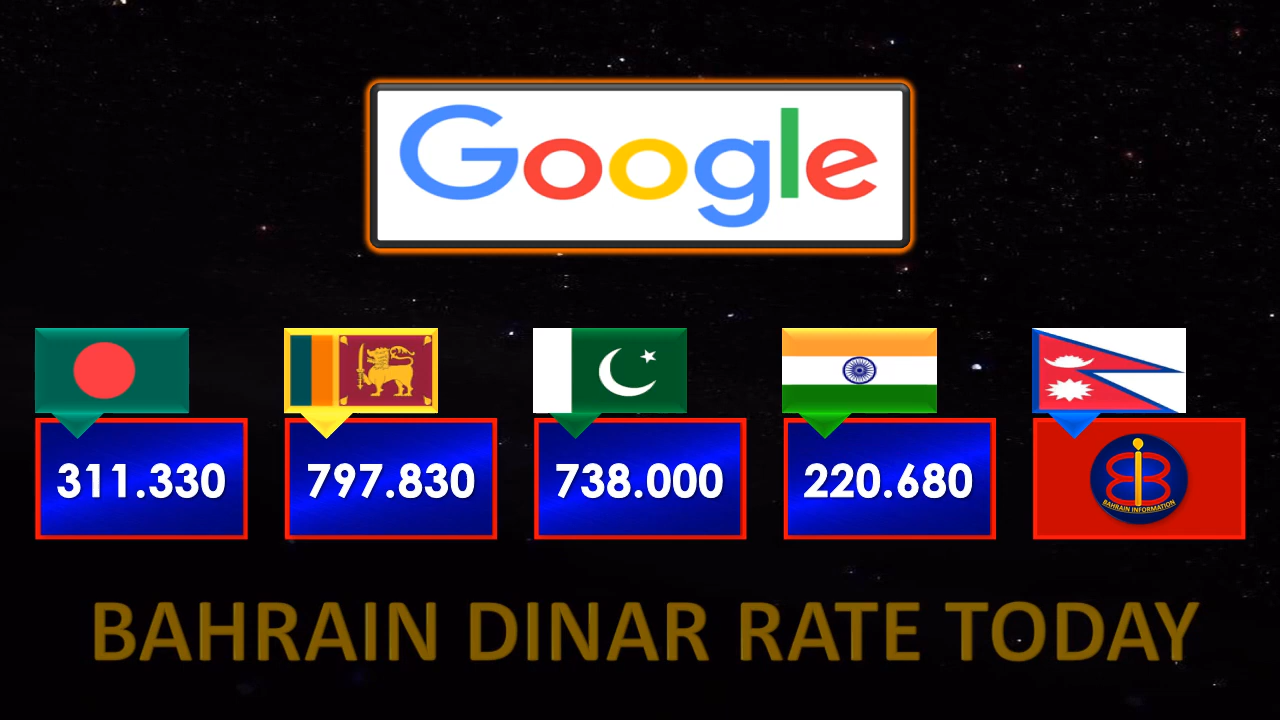 Google
311.330
797.830
738.000
220.680
BAHRAIN INFORMATION
BAHRAIN DINAR RATE TODAY